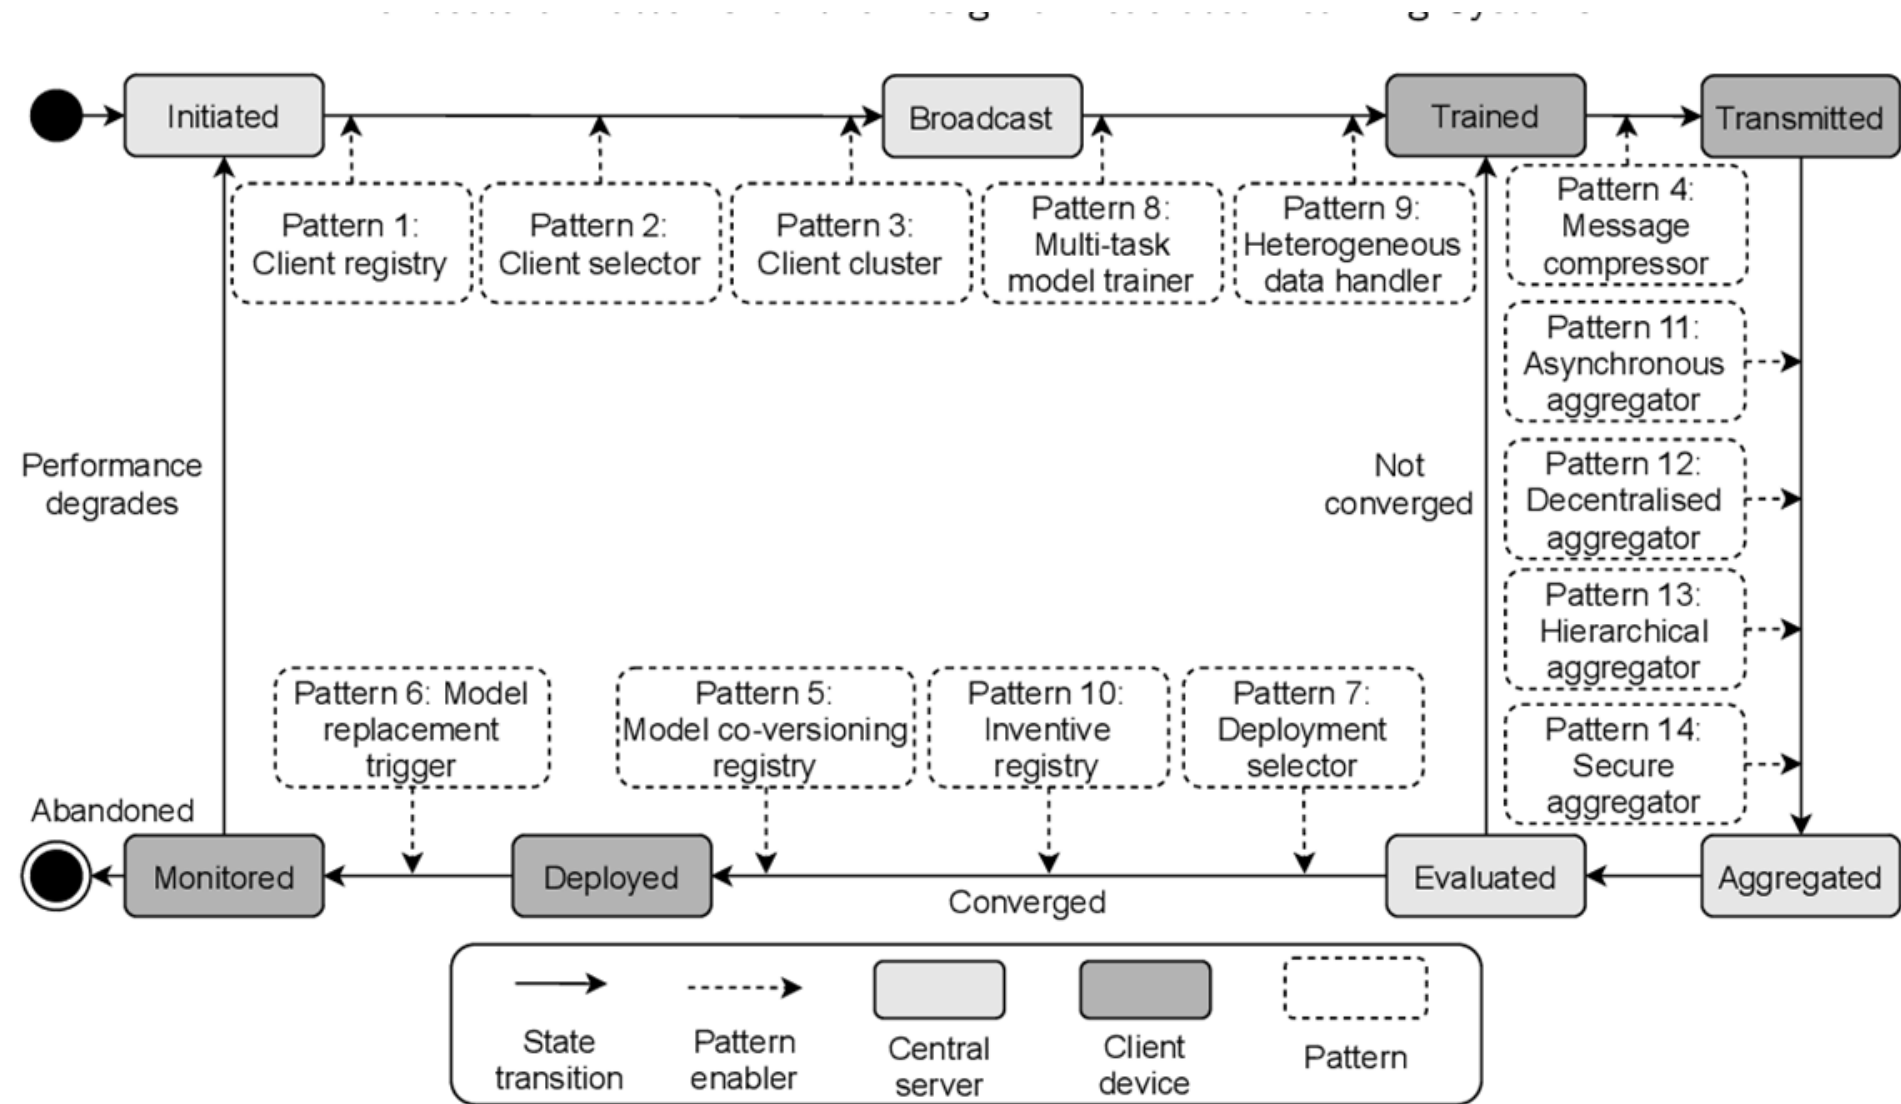 Initiated
Broadcast
Trained
Transmitted
Pattern 1:
Client registry
Pattern 2:
Client selector
Pattern 3:
Client cluster
Pattern 8:
Multi-task
model trainer
Pattern 9:
Heterogeneous
data handler
Pattern 4:
Message
compressor
Pattern 11:
Asynchronous
aggregator
Performance
degrades
Not
converged
Pattern 12:
Decentralised
aggregator
Pattern 13:
Hierarchical
aggregator
Pattern 6: Model
replacement
trigger
Pattern 5:
Model co-versioning
registry
Pattern 10:
Inventive
registry
Pattern 7:
Deployment
selector
Pattern 14:
Secure
aggregator
Abandoned
Monitored
Deployed
Converged
Evaluated
Aggregated
State
transition
Pattern
enabler
Central
server
Client
device
Pattern